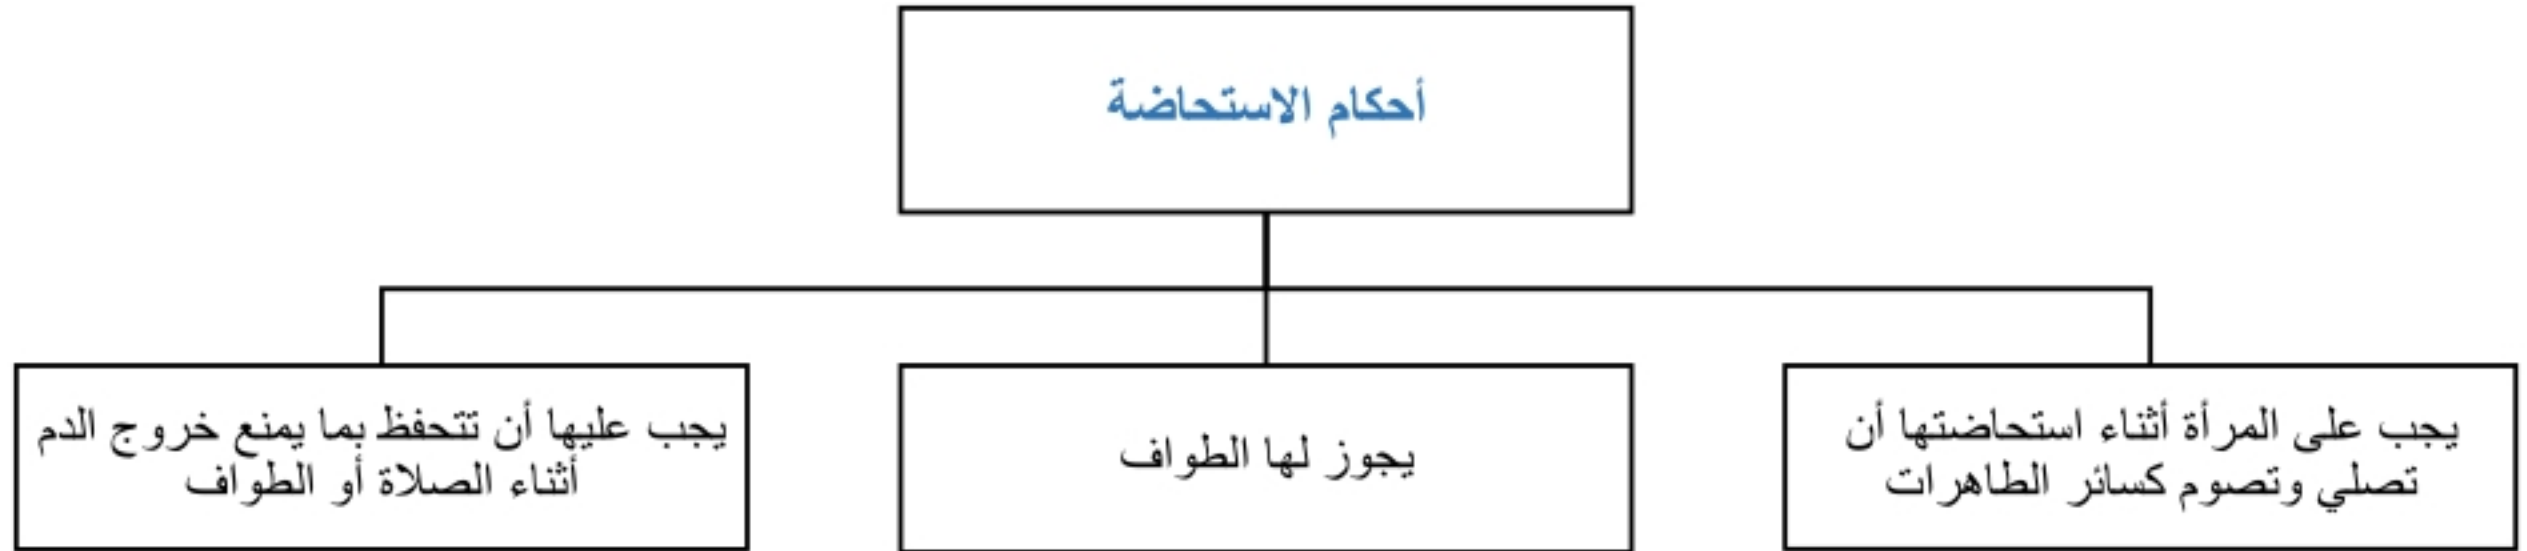 أحكام الاستحاضة
يجب على المرأة أثناء استحاضتها أن
تصلي وتصوم كسائر الطاهرات
يجوز لها الطواف
يجب عليها أن تتحفظ بما يمنع خروج الدم
أثناء الصلاة أو الطواف